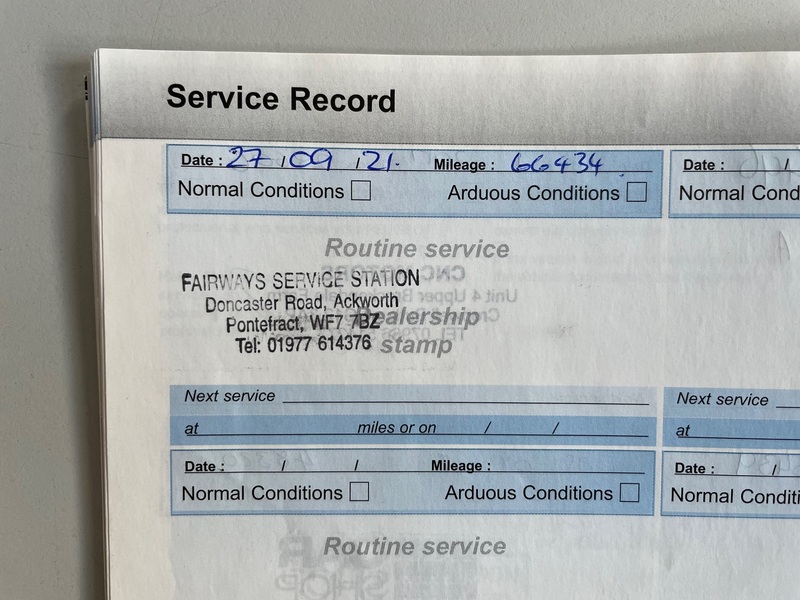 Service Record
Date : 27 / 09 / 21. Mileage : 66434
Normal Conditions Arduous Conditions
Routine service
FAIRWAYS SERVICE STATION
Doncaster Road, Ackworth
Pontefract, WF7 7BZ
Tel: 01977 614376
Dealership
stamp
Next service
at miles or on / /
Date : / / Mileage :
Normal Conditions Arduous Conditions
Routine service
Date : /
Normal Cond
Next service
at
Date : /
Normal Conditi